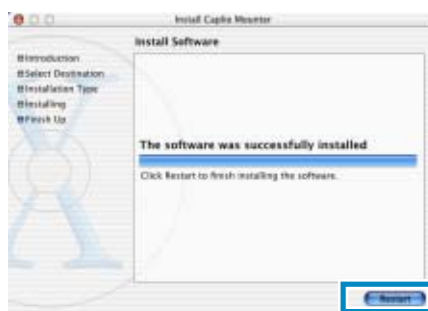 Install Caplio Mounter
Install Software
Introduction
Select Destination
Installation Type
Installing
Finish Up
The software was successfully installed
Click Restart to finish installing the software.
Restart